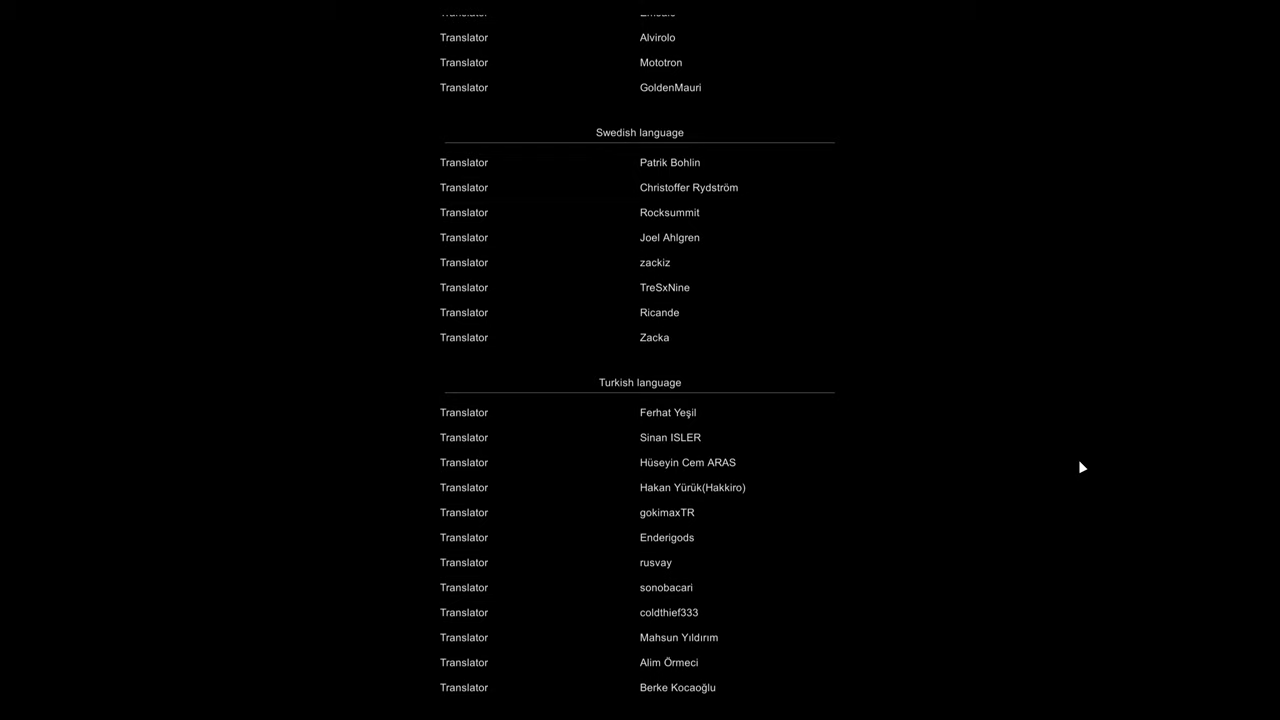 Translator Alvirolo
Translator Mototron
Translator GoldenMauri
Swedish language
Translator Patrik Bohlin
Translator Christoffer Rydström
Translator Rocksummit
Translator Joel Ahlgren
Translator zackiz
Translator TreSxNine
Translator Ricande
Translator Zacka
Turkish language
Translator Ferhat Yeşil
Translator Sinan ISLER
Translator Hüseyin Cem ARAS
Translator Hakan Yürük(Hakkiro)
Translator gokimaxTR
Translator Enderigods
Translator rusvay
Translator sonobacari
Translator coldthief333
Translator Mahsun Yıldırım
Translator Alim Örmeci
Translator Berke Kocaoğlu